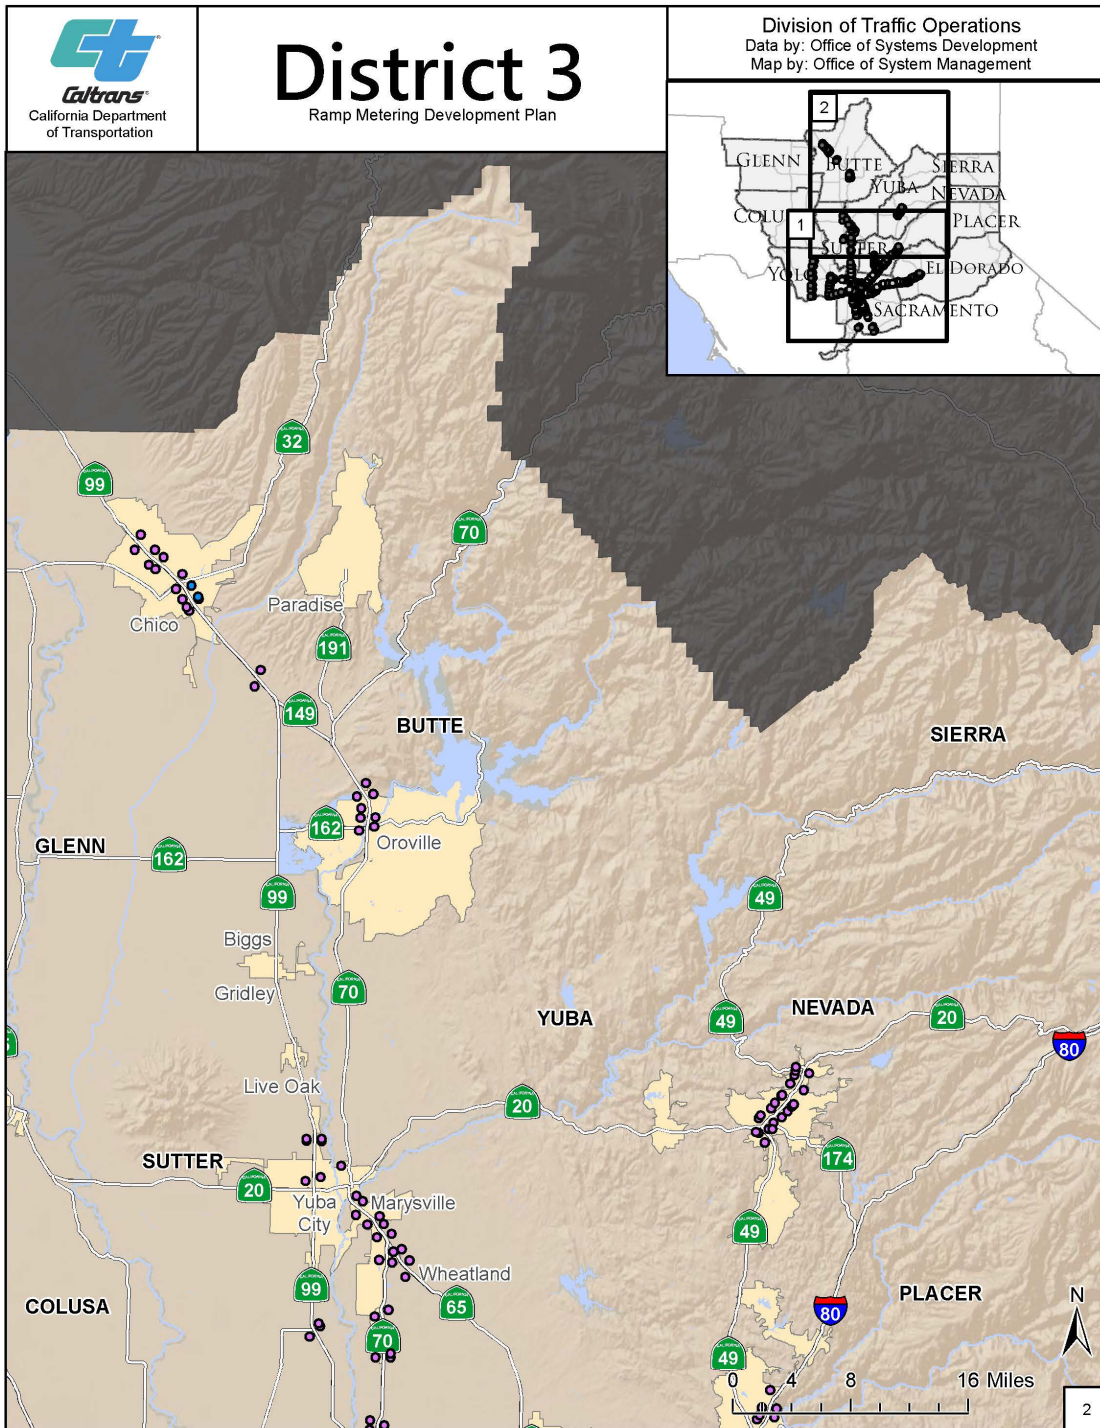 Caltrans®
California Department
of Transportation
District 3
Ramp Metering Development Plan
Division of Traffic Operations
Data by: Office of Systems Development
Map by: Office of System Management
2
GLENN
BUTTE
SIERRA
YUBA
NEVADA
COLU
PLACER
1
SUTTER
YOLO
EL DORADO
SACRAMENTO
32
99
70
Paradise
Chico
191
149
BUTTE
SIERRA
162
Oroville
GLENN
162
99
49
Biggs
Gridley
70
YUBA
49
NEVADA
20
80
Live Oak
20
SUTTER
174
20
Yuba
City
Marysville
49
Wheatland
99
65
COLUSA
PLACER
80
N
70
49
0 4 8 16 Miles
2